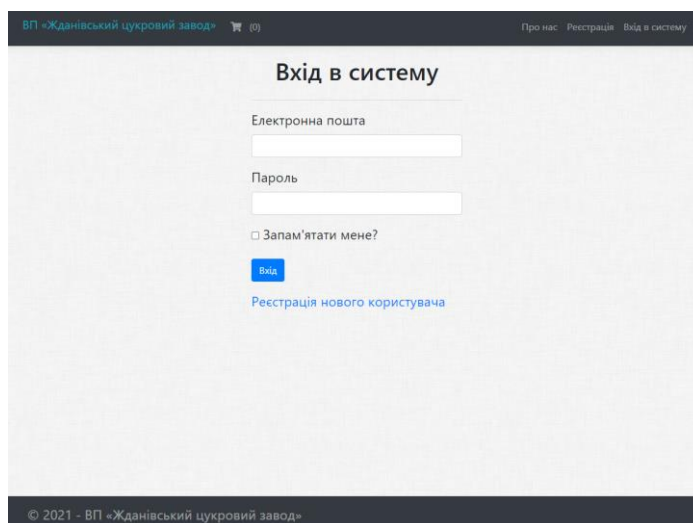 ВП «Жданівський цукровий завод» (0) Про нас Реєстрація Вхід в систему
Вхід в систему
Електронна пошта
Пароль
Запам'ятати мене?
Вхід
Реєстрація нового користувача
© 2021 - ВП «Жданівський цукровий завод»